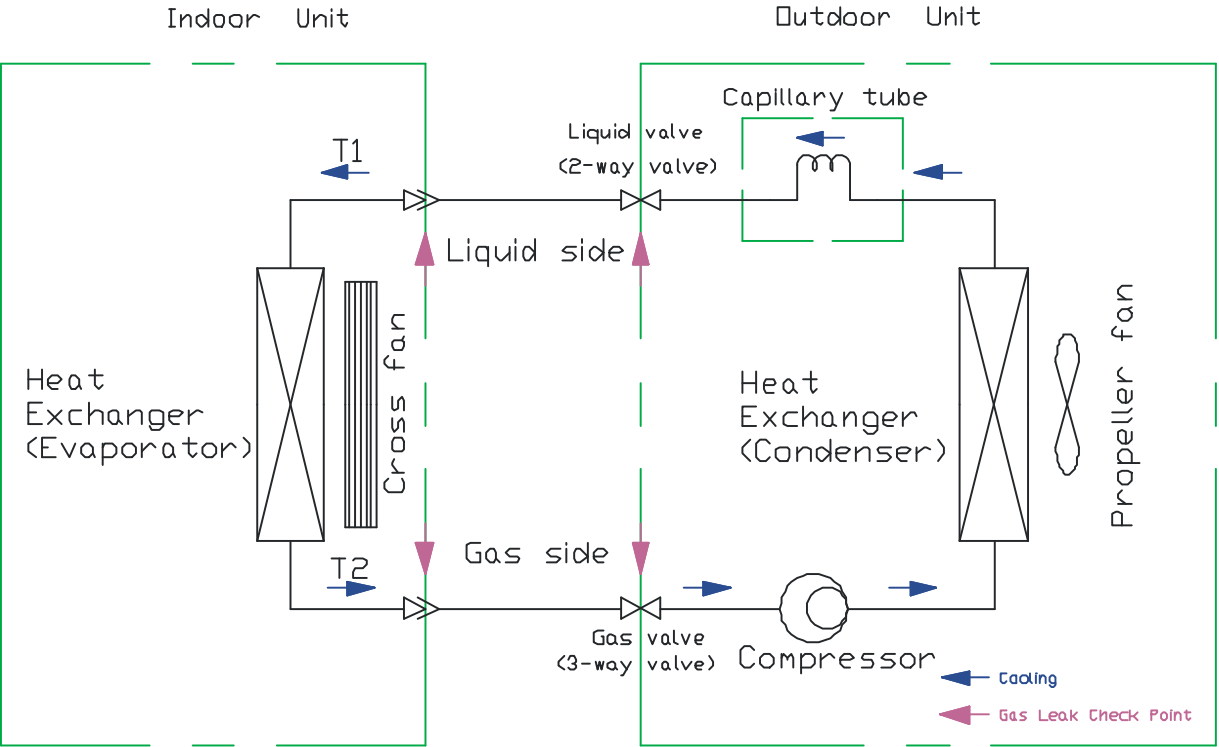 Indoor Unit
Outdoor Unit
Capillary tube
Liquid valve
(2-way valve)
T1
Liquid side
Heat
Exchanger
(Evaporator)
Cross fan
Heat
Exchanger
(Condenser)
Propeller fan
T2
Gas side
Gas valve
(3-way valve)
Compressor
Cooling
Gas Leak Check Point